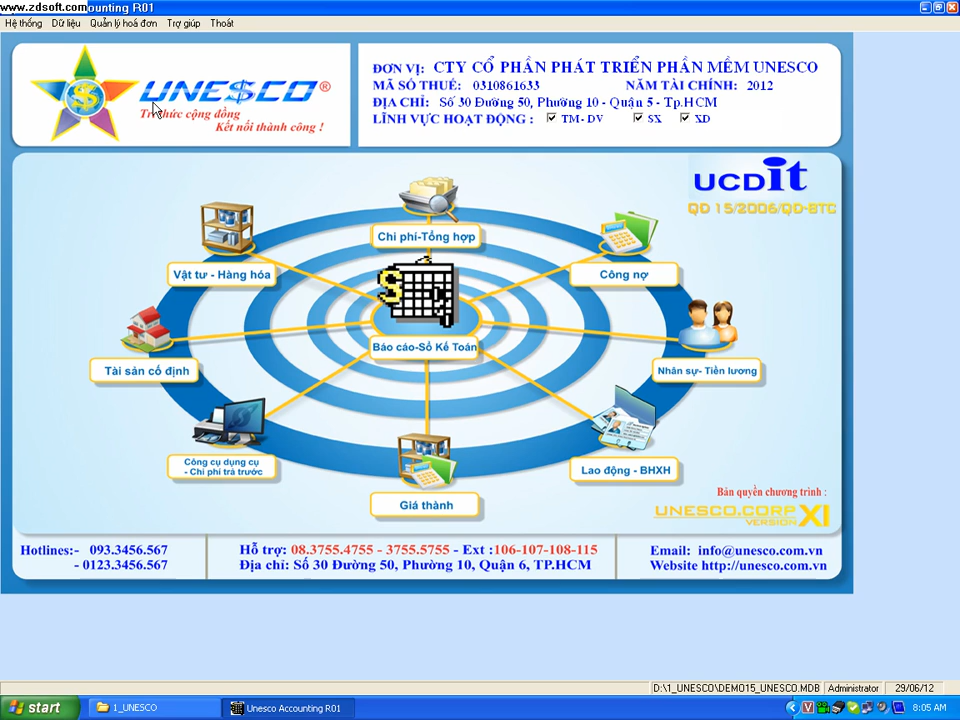 www.zdsoft.com
ounting R01
Hệ thống Dữ liệu Quản lý hoá đơn Trợ giúp Thoát
UNE$CO®
Tri thức cộng đồng
Kết nối thành công !
ĐƠN VỊ: CTY CỔ PHẦN PHÁT TRIỂN PHẦN MỀM UNESCO
MÃ SỐ THUẾ: 0310861633 NĂM TÀI CHÍNH: 2012
ĐỊA CHỈ: Số 30 Đường 50, Phường 10 - Quận 5 - Tp.HCM
LĨNH VỰC HOẠT ĐỘNG : TM- DV SX XD
UCDit
QD 15/2006/QD-BTC
Chi phí-Tổng hợp
Vật tư - Hàng hóa
Công nợ
Báo cáo-Sổ Kế Toán
Tài sản cố định
Nhân sự- Tiền lương
Công cụ dụng cụ
- Chi phí trả trước
Lao động - BHXH
Giá thành
Bản quyền chương trình :
UNESCO.CORP XI
VERSION
Hotlines:- 093.3456.567
- 0123.3456.567
Hỗ trợ: 08.3755.4755 - 3755.5755 - Ext :106-107-108-115
Địa chỉ: Số 30 Đường 50, Phường 10, Quận 6, TP.HCM
Email: info@unesco.com.vn
Website http://unesco.com.vn
D:\1_UNESCO\DEMO15_UNESCO.MDB Administrator 29/06/12
start 1_UNESCO Unesco Accounting R01 8:05 AM